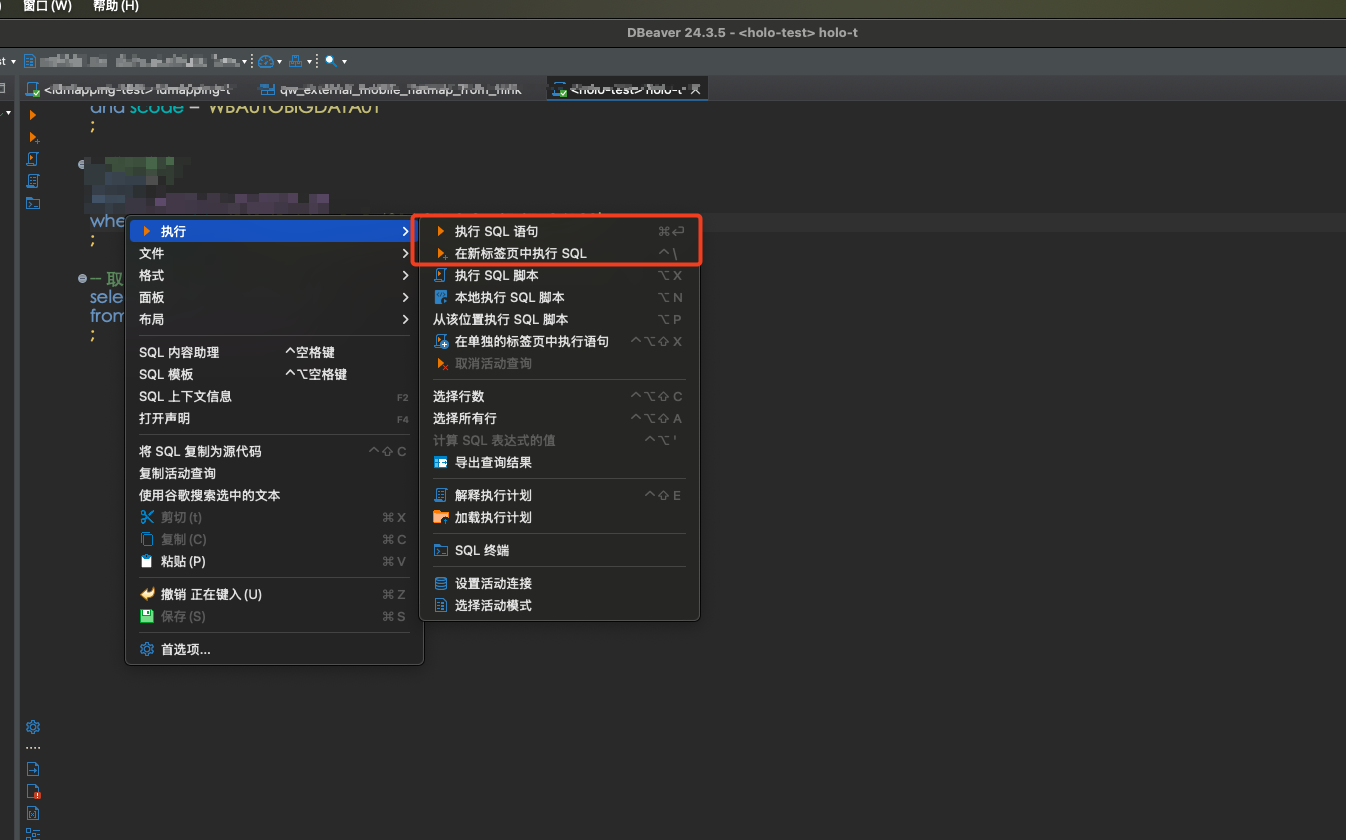 窗口 (W) 帮助 (H)
DBeaver 24.3.5 - <holo-test> holo-t
<idmapping-test> idmapping-t
<holo-test> holo-t
and scode = 'WBAUTOBIGDATA01'
;
whe
;
-- 取
sele
from
;
执行
文件
格式
面板
布局
SQL 内容助理 ^空格键
SQL 模板 ^⌥空格键
SQL 上下文信息 F2
打开声明 F4
将 SQL 复制为源代码 ^⇧C
复制活动查询
使用谷歌搜索选中的文本
剪切 (t) ⌘X
复制 (C) ⌘C
粘贴 (P) ⌘V
撤销 正在键入 (U) ⌘Z
保存 (S) ⌘S
首选项...
执行 SQL 语句 ⌘↩
在新标签页中执行 SQL ^\
执行 SQL 脚本 ⌥X
本地执行 SQL 脚本 ⌥N
从该位置执行 SQL 脚本 ⌥P
在单独的标签页中执行语句 ^⌥⇧X
取消活动查询
选择行数 ^⌥⇧C
选择所有行 ^⌥⇧A
计算 SQL 表达式的值 ^⌥'
导出查询结果
解释执行计划 ^⇧E
加载执行计划
SQL 终端
设置活动连接
选择活动模式